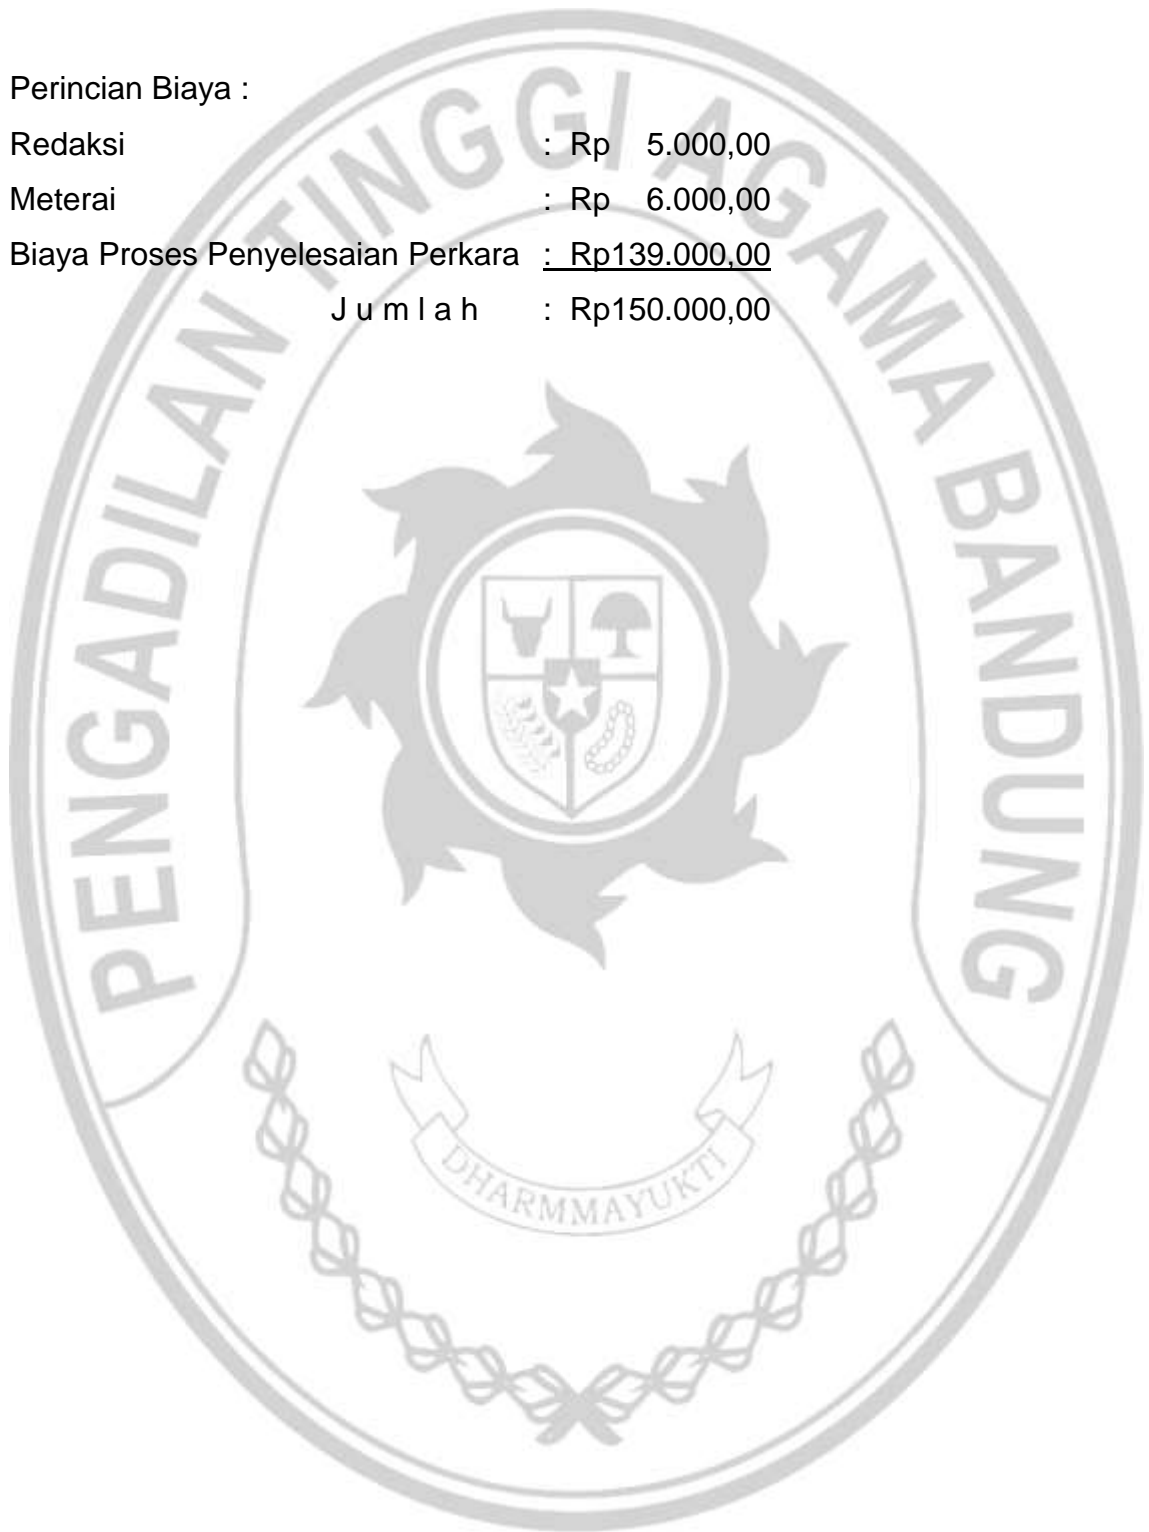 Perincian Biaya :
Redaksi : Rp 5.000,00
Meterai : Rp 6.000,00
Biaya Proses Penyelesaian Perkara : Rp139.000,00
J u m l a h : Rp150.000,00
PENGADILAN TINGGI AGAMA BANDUNG
DHARMMAYUKTI